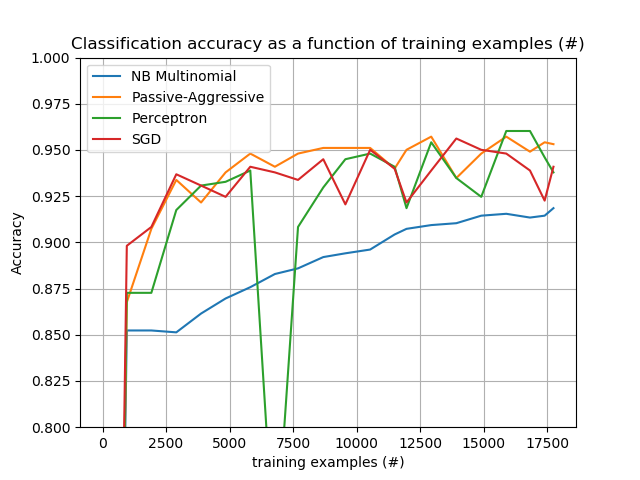 Classification accuracy as a function of training examples (#)
NB Multinomial
Passive-Aggressive
Perceptron
SGD
Accuracy
1.000
0.975
0.950
0.925
0.900
0.875
0.850
0.825
0.800
0 2500 5000 7500 10000 12500 15000 17500
training examples (#)